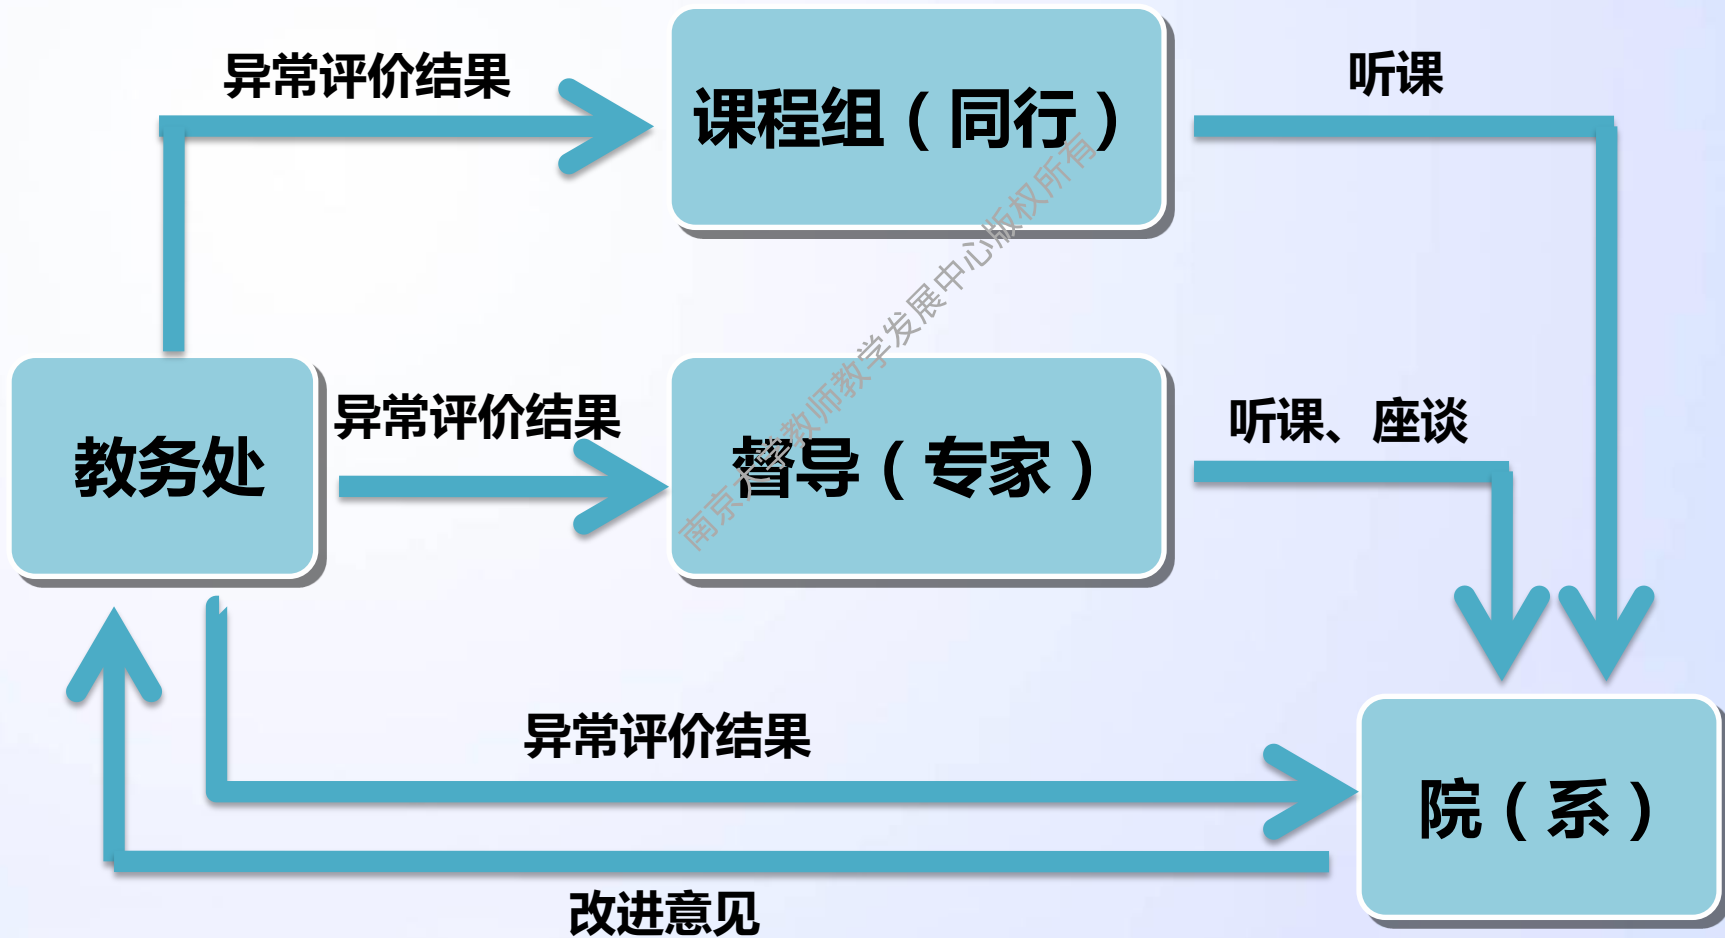 异常评价结果
课程组（同行）
听课
教务处
异常评价结果
督导（专家）
听课、座谈
异常评价结果
院（系）
改进意见
南京大学教师教学发展中心版权所有